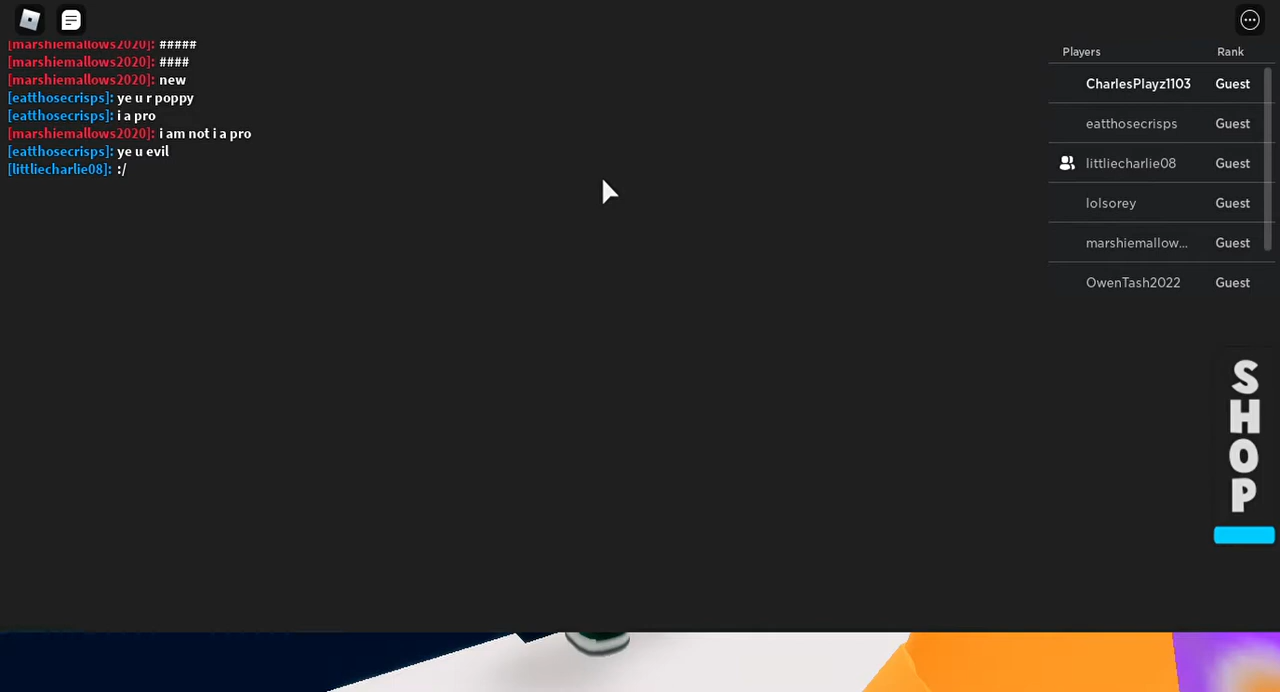 [marshiemallows2020]: #####
[marshiemallows2020]: ####
[marshiemallows2020]: new
[eatthosecrisps]: ye u r poppy
[eatthosecrisps]: i a pro
[marshiemallows2020]: i am not i a pro
[eatthosecrisps]: ye u evil
[littliecharlie08]: :/
Players Rank
CharlesPlayz1103 Guest
eatthosecrisps Guest
littliecharlie08 Guest
lolsorey Guest
marshiemallow... Guest
OwenTash2022 Guest
SHOP